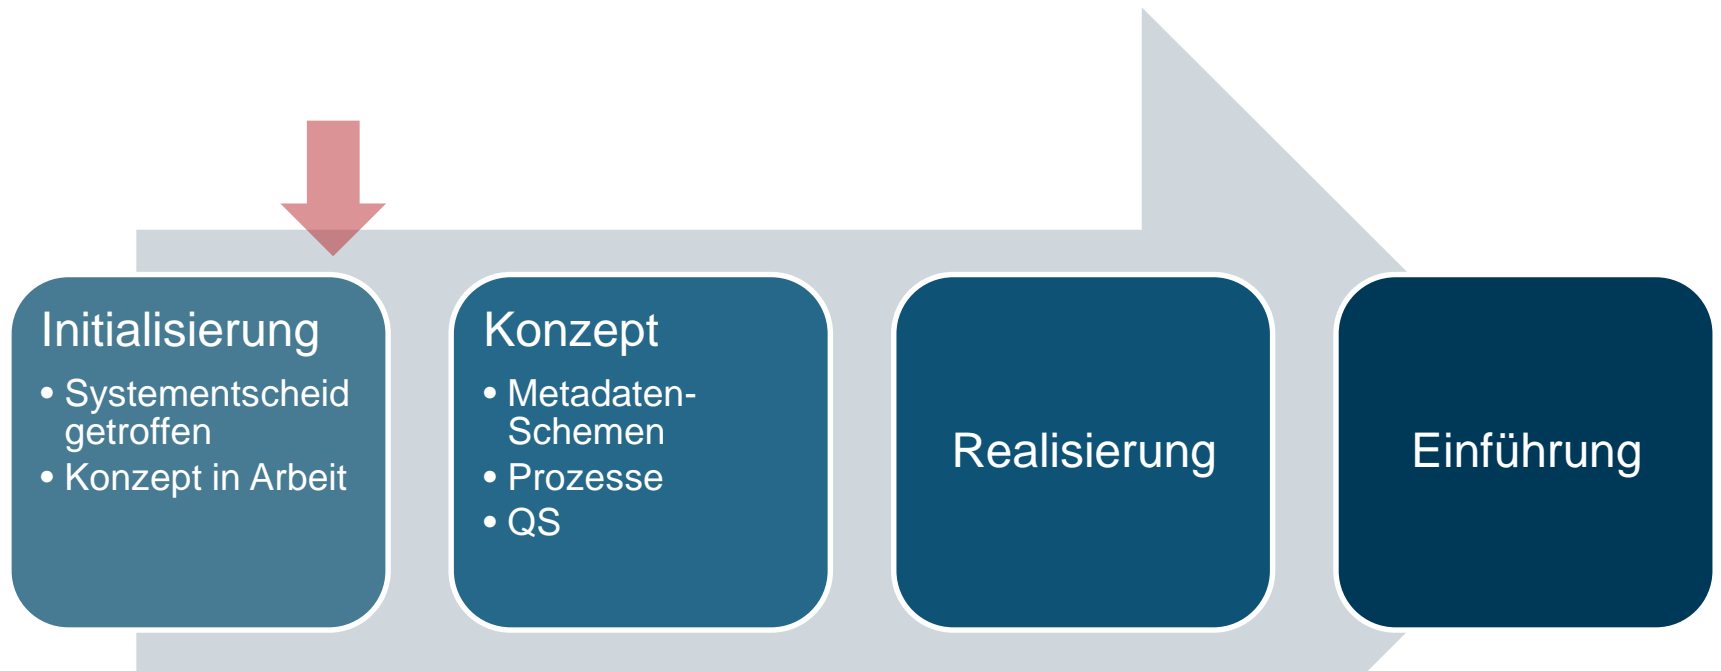 Initialisierung
• Systementscheid
getroffen
• Konzept in Arbeit
Konzept
• Metadaten-
Schemen
• Prozesse
• QS
Realisierung
Einführung